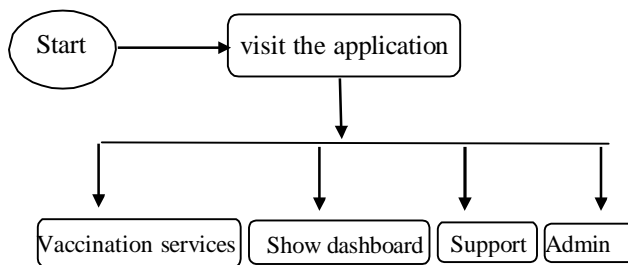 Start
visit the application
Vaccination services
Show dashboard
Support
Admin